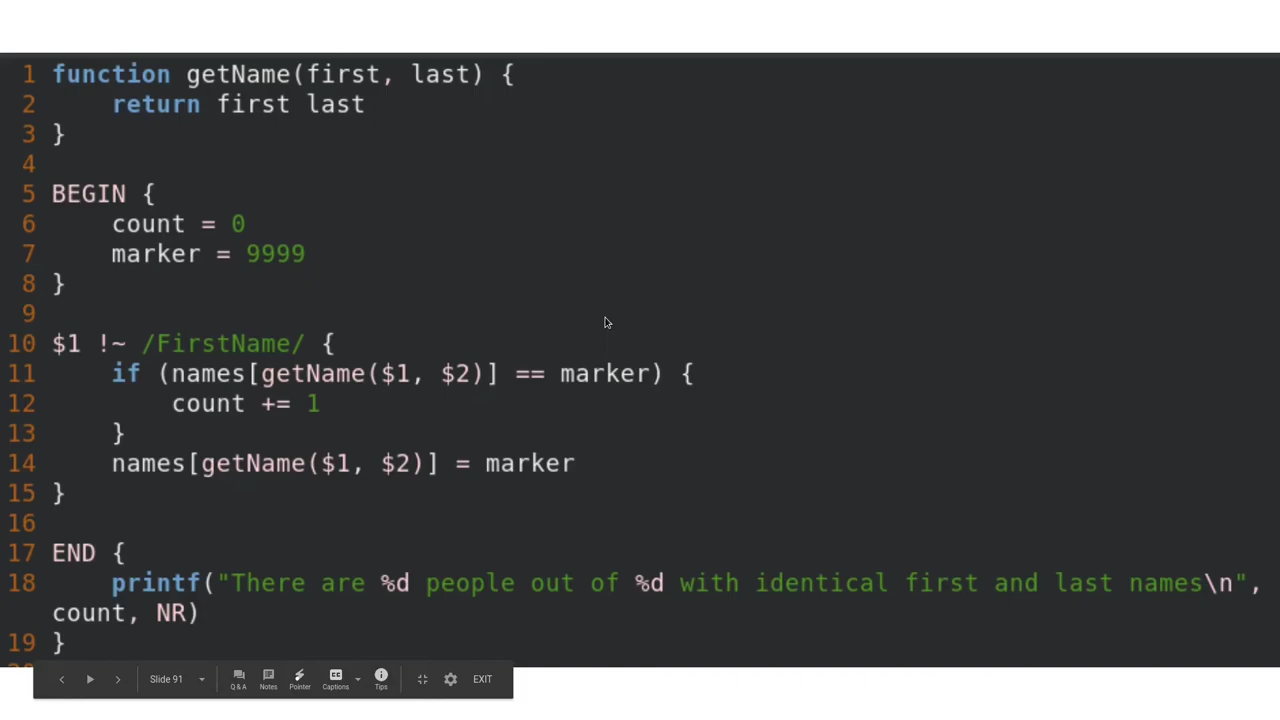 1 function getName(first, last) {
2     return first last
3 }
4
5 BEGIN {
6     count = 0
7     marker = 9999
8 }
9
10 $1 !~ /FirstName/ {
11     if (names[getName($1, $2)] == marker) {
12         count += 1
13     }
14     names[getName($1, $2)] = marker
15 }
16
17 END {
18     printf("There are %d people out of %d with identical first and last names\n",
count, NR)
19 }
Slide 91 Q & A Notes Pointer CC Captions Tips EXIT